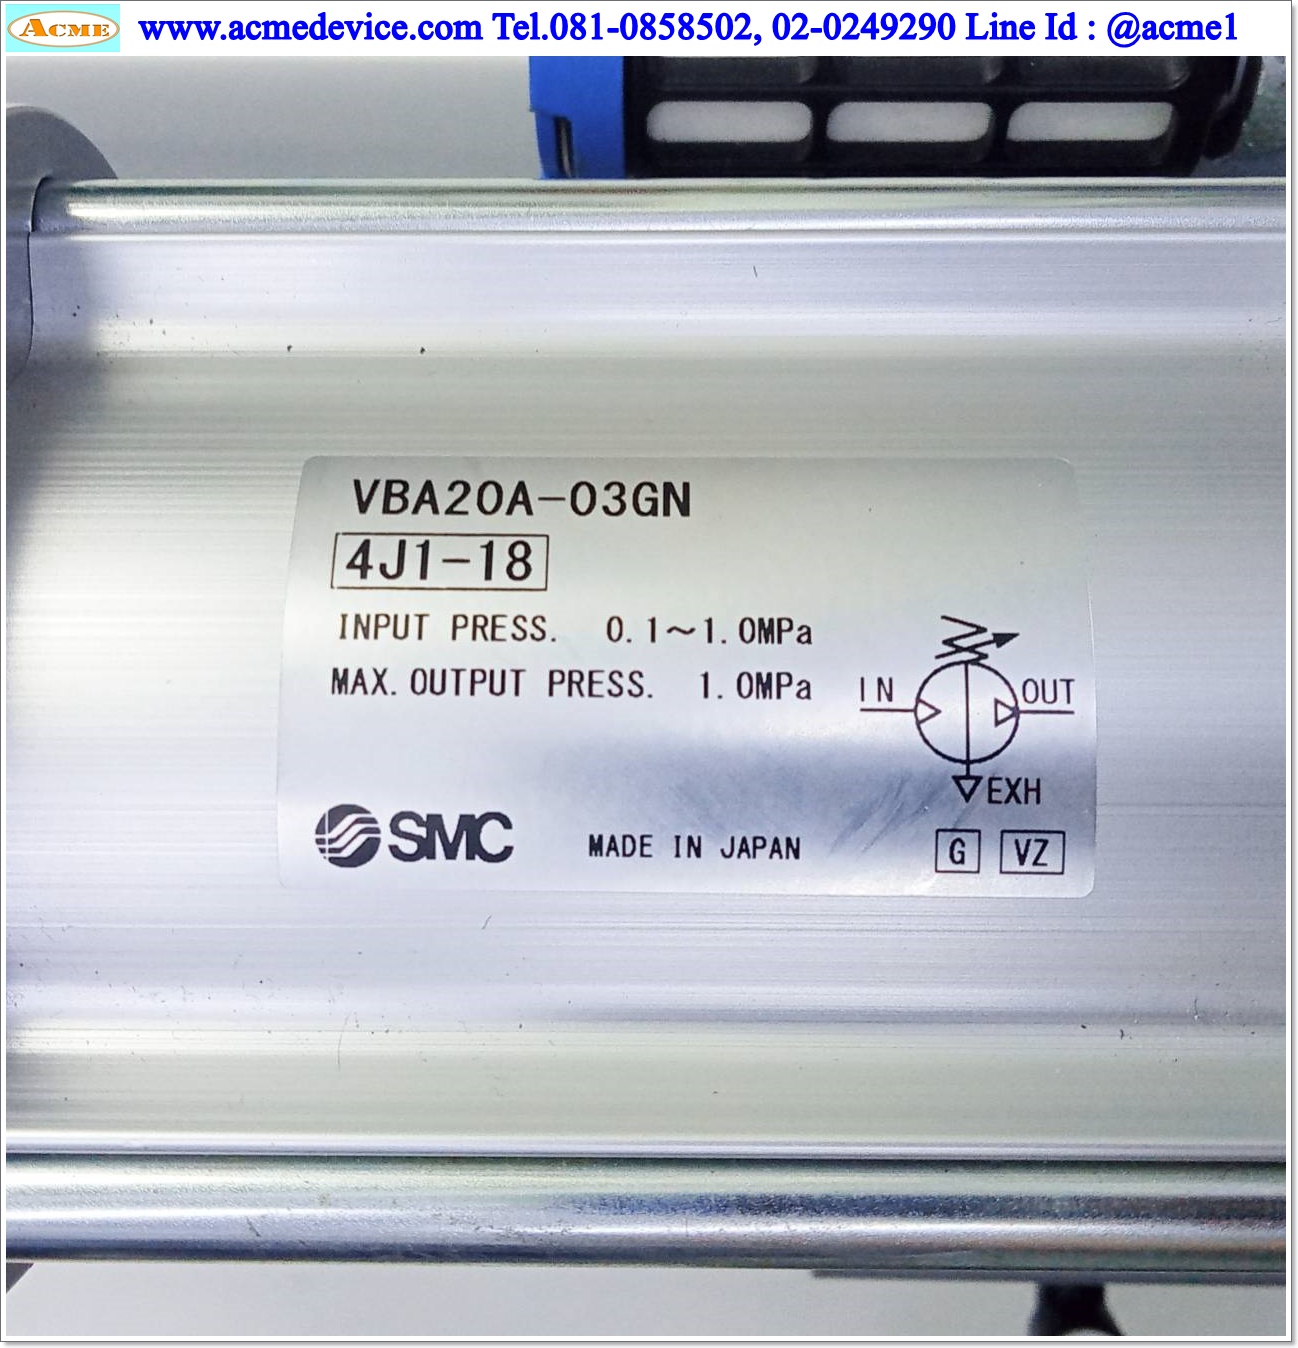 ACME www.acmedevice.com Tel.081-0858502, 02-0249290 Line Id : @acme1
VBA20A-03GN
4J1-18
INPUT PRESS. 0.1～1.0MPa
MAX. OUTPUT PRESS. 1.0MPa
IN OUT
EXH
SMC MADE IN JAPAN G VZ